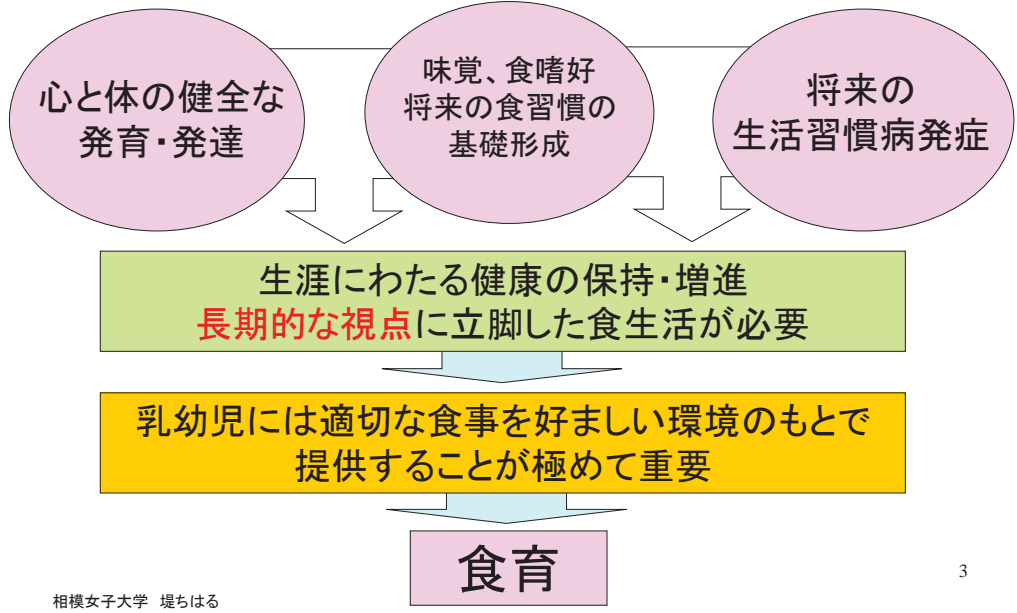 心と体の健全な
発育・発達
味覚、食嗜好
将来の食習慣の
基礎形成
将来の
生活習慣病発症
生涯にわたる健康の保持・増進
長期的な視点に立脚した食生活が必要
乳幼児には適切な食事を好ましい環境のもとで
提供することが極めて重要
食育
相模女子大学 堤ちはる
3